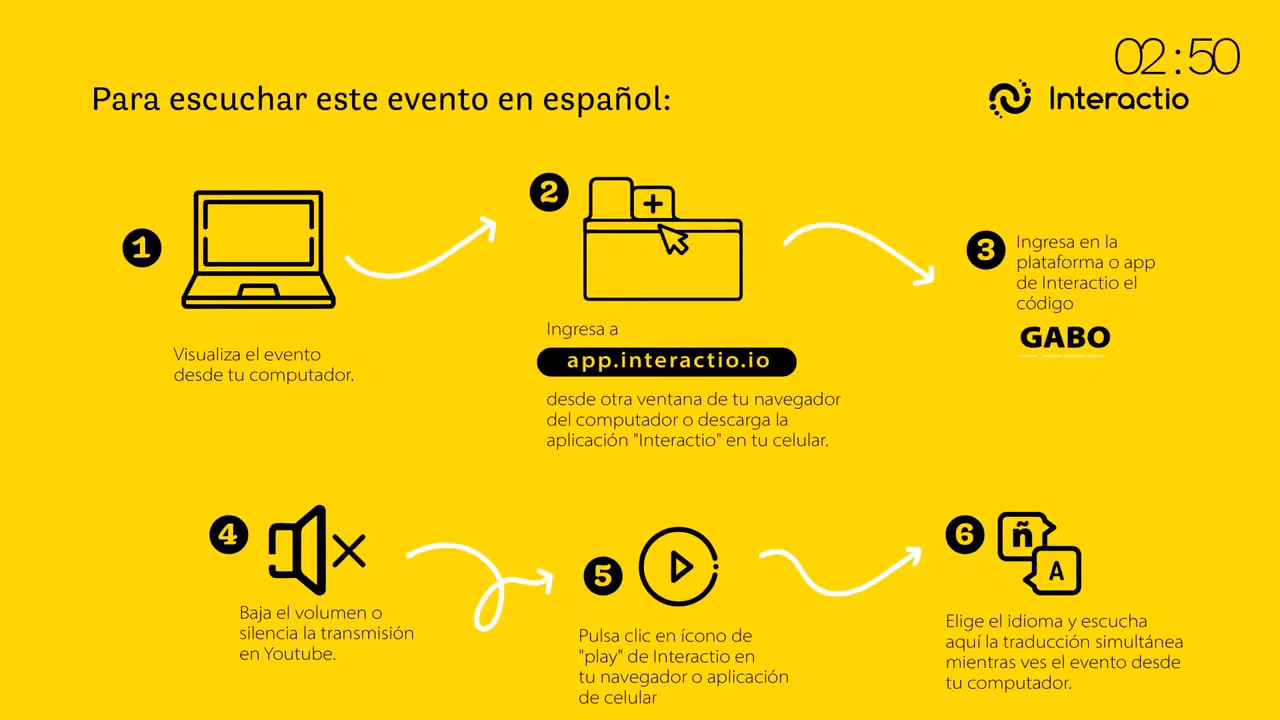 02:50
Para escuchar este evento en español:
Interactio
1
Visualiza el evento
desde tu computador.
2
Ingresa a
app.interactio.io
desde otra ventana de tu navegador
del computador o descarga la
aplicación "Interactio" en tu celular.
3
Ingresa en la
plataforma o app
de Interactio el
código
GABO
4
Baja el volumen o
silencia la transmisión
en Youtube.
5
Pulsa clic en ícono de
"play" de Interactio en
tu navegador o aplicación
de celular
6
ñ
A
Elige el idioma y escucha
aquí la traducción simultánea
mientras ves el evento desde
tu computador.